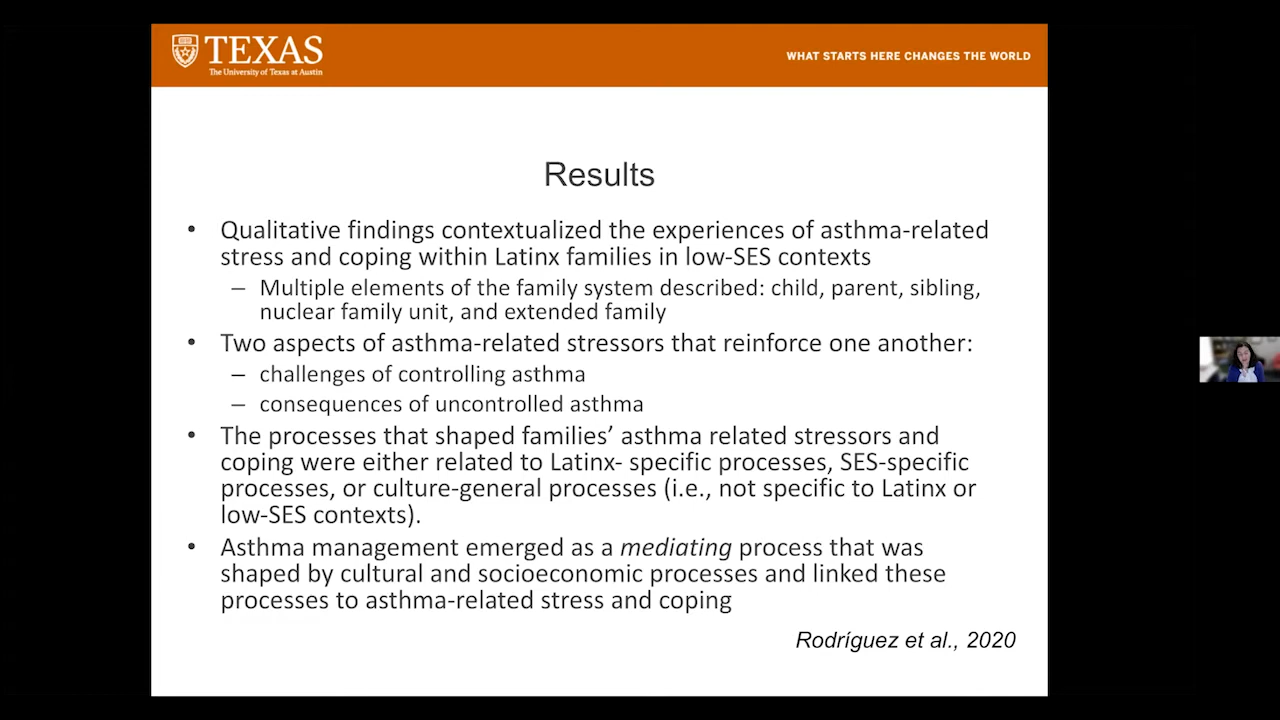 TEXAS
The University of Texas at Austin
WHAT STARTS HERE CHANGES THE WORLD
Results
• Qualitative findings contextualized the experiences of asthma-related
stress and coping within Latinx families in low-SES contexts
– Multiple elements of the family system described: child, parent, sibling,
nuclear family unit, and extended family
• Two aspects of asthma-related stressors that reinforce one another:
– challenges of controlling asthma
– consequences of uncontrolled asthma
• The processes that shaped families’ asthma related stressors and
coping were either related to Latinx- specific processes, SES-specific
processes, or culture-general processes (i.e., not specific to Latinx or
low-SES contexts).
• Asthma management emerged as a mediating process that was
shaped by cultural and socioeconomic processes and linked these
processes to asthma-related stress and coping
Rodríguez et al., 2020